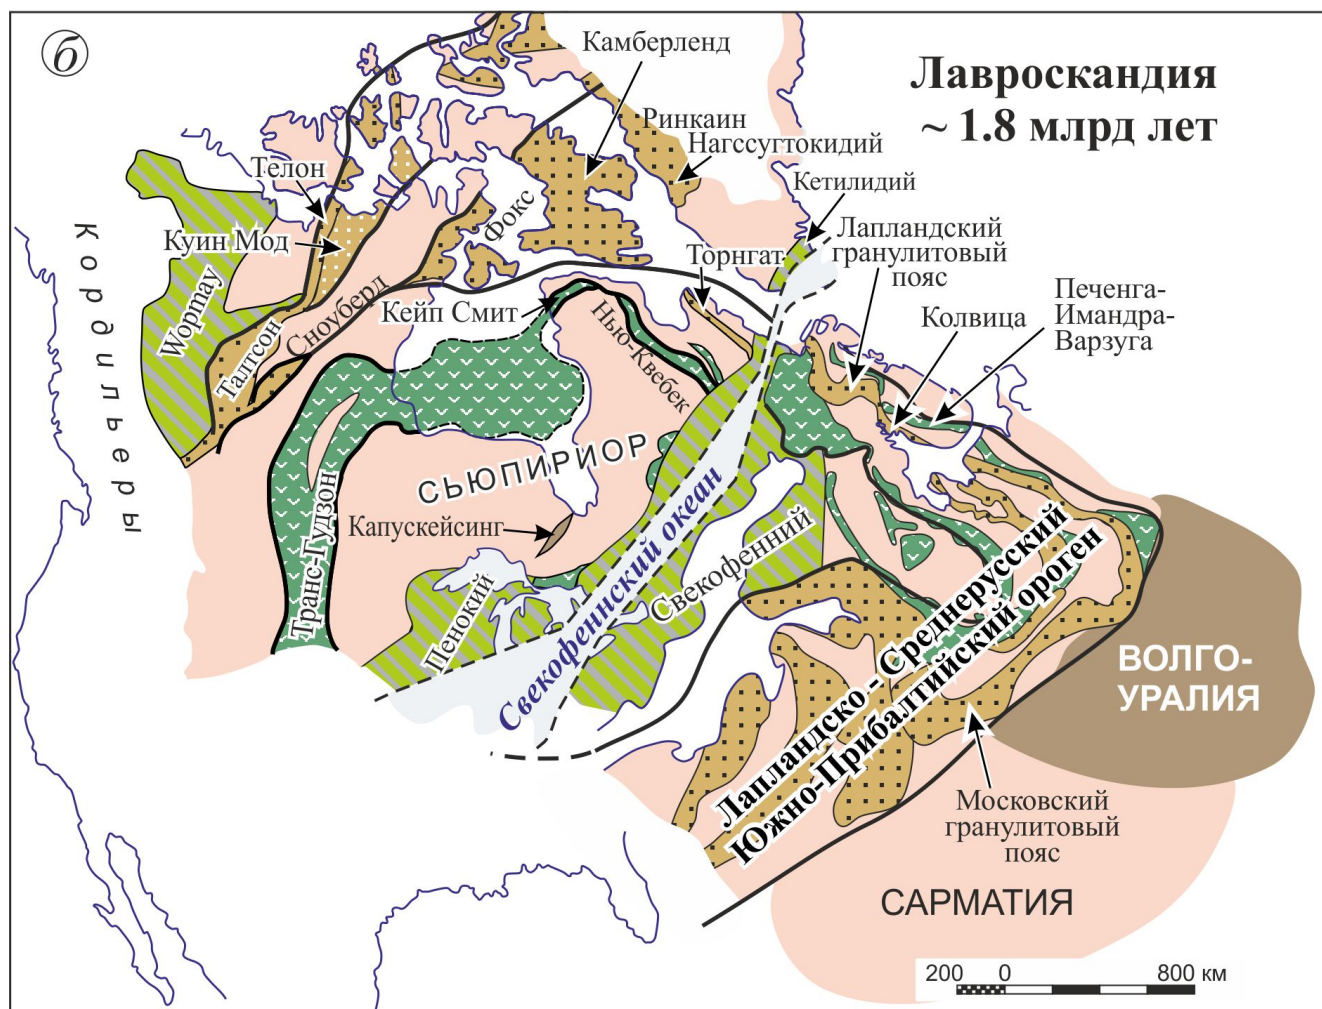 б
Лавроскандия
~ 1.8 млрд лет
Камберленд
Ринкаин
Нагссугтокидий
Кетилидий
Телон
Куин Мод
Фокс
Торнгат
Лапландский
гранулитовый
пояс
Печенга-
Имандра-
Варзуга
Колвица
Кордильеры
Wopmay
Талтсон
Сноуберд
Кейп Смит
Нью-Квебек
СЬЮПИРИОР
Капускейсинг
Транс-Гудзон
Пенокий
Свекофеннский океан
Свекофенний
Лапландско - Среднерусский
Южно-Прибалтийский ороген
ВОЛГО-
УРАЛИЯ
Московский
гранулитовый
пояс
САРМАТИЯ
200 0 800 км